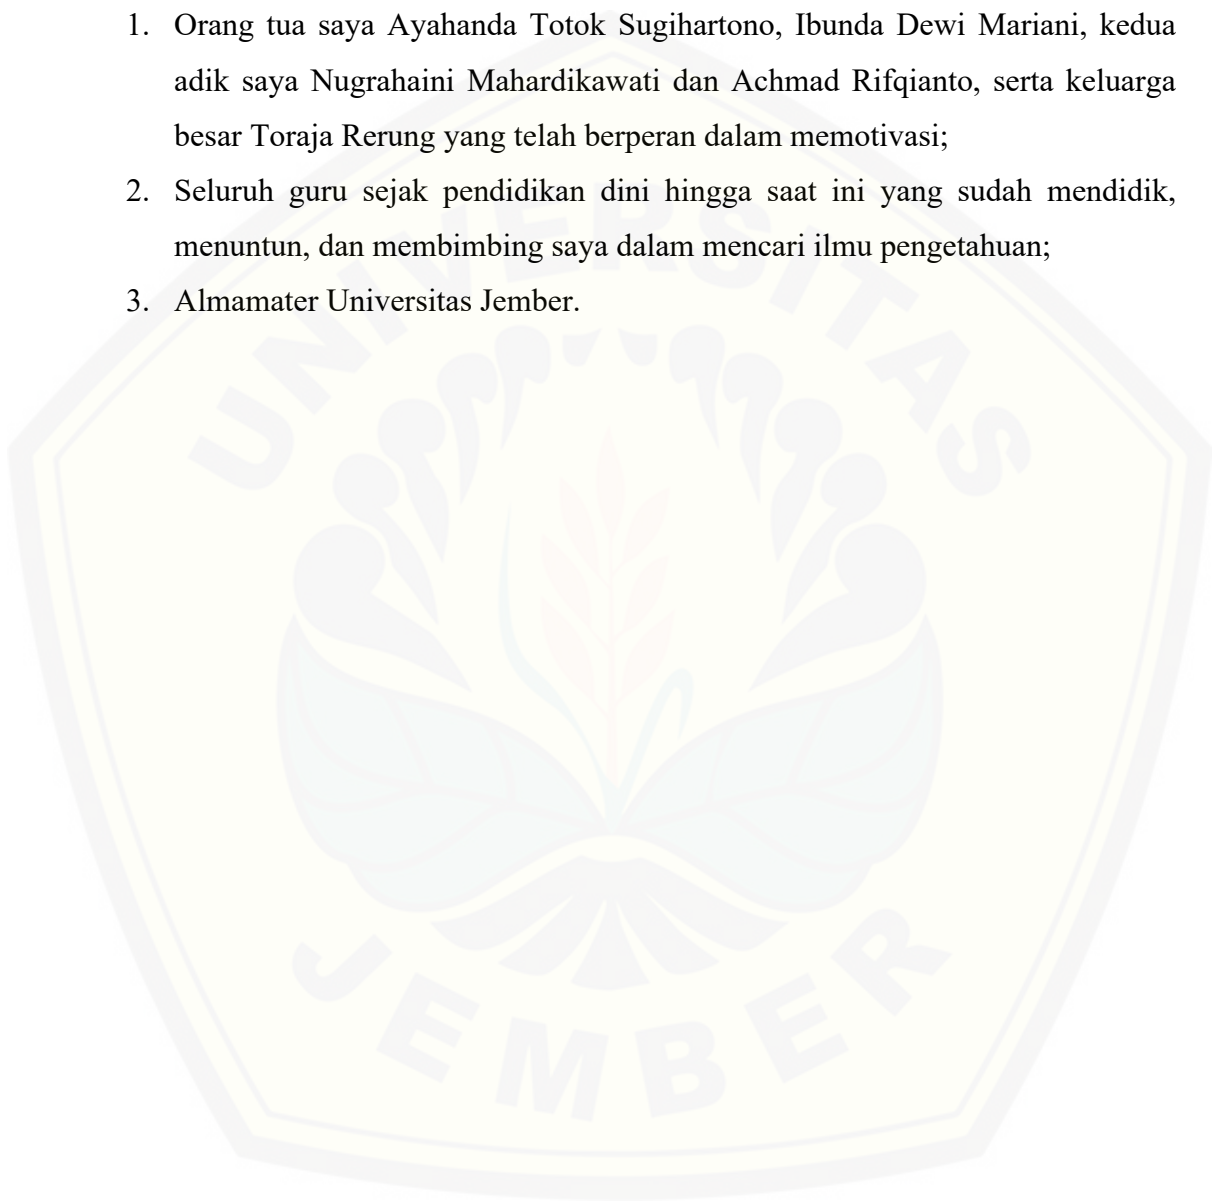 1. Orang tua saya Ayahanda Totok Sugihartono, Ibunda Dewi Mariani, kedua
adik saya Nugrahaini Mahardikawati dan Achmad Rifqianto, serta keluarga
besar Toraja Rerung yang telah berperan dalam memotivasi;
2. Seluruh guru sejak pendidikan dini hingga saat ini yang sudah mendidik,
menuntun, dan membimbing saya dalam mencari ilmu pengetahuan;
3. Almamater Universitas Jember.
UNIVERSITAS
JEMBER